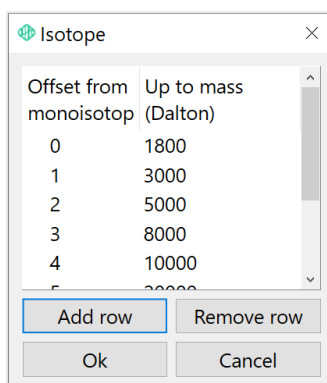 Isotope
Offset from Up to mass
monoisotop (Dalton)
0 1800
1 3000
2 5000
3 8000
4 10000
Add row Remove row
Ok Cancel